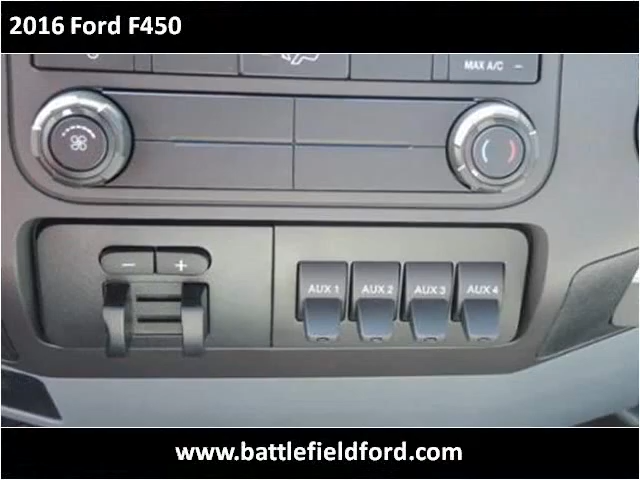 2016 Ford F450
MAX A/C
− +
AUX 1 AUX 2 AUX 3 AUX 4
www.battlefieldford.com